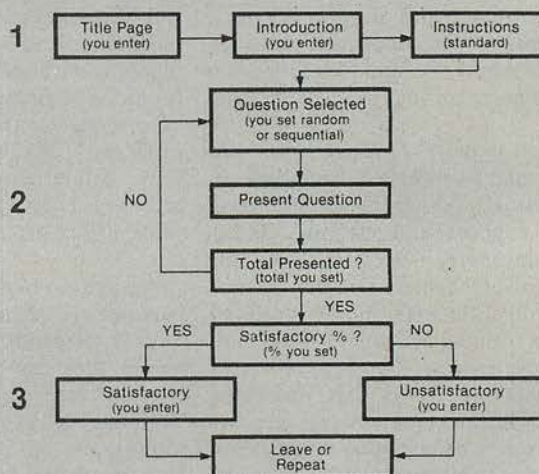 1
Title Page
(you enter)
Introduction
(you enter)
Instructions
(standard)
Question Selected
(you set random
or sequential)
NO
2
Present Question
Total Presented ?
(total you set)
YES
YES
Satisfactory % ?
(% you set)
NO
3
Satisfactory
(you enter)
Unsatisfactory
(you enter)
Leave or
Repeat